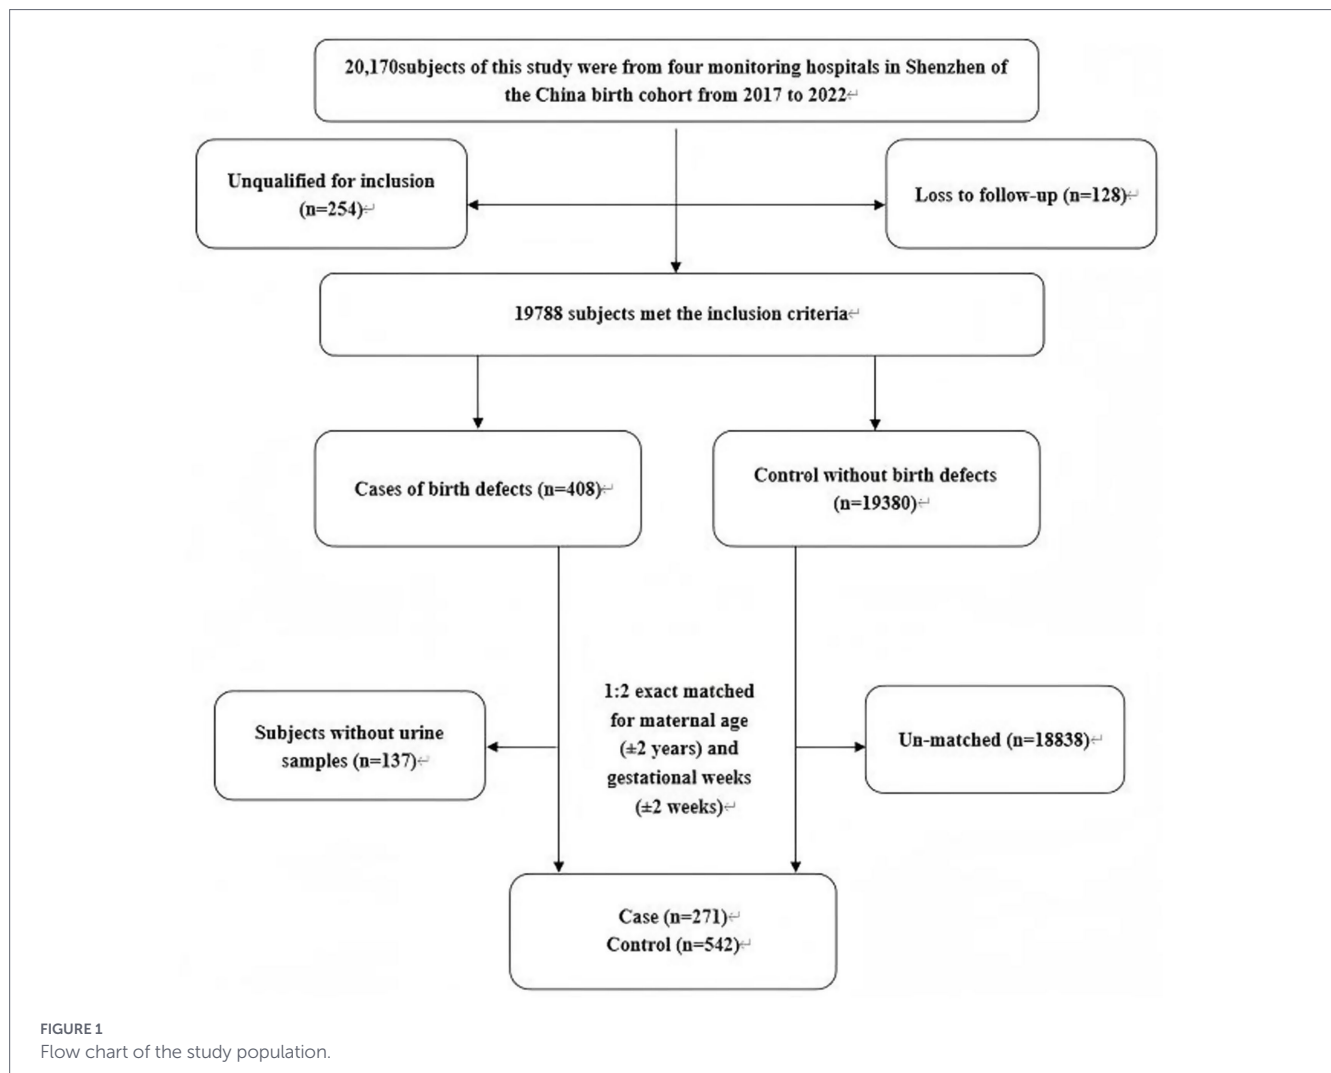 20,170subjects of this study were from four monitoring hospitals in Shenzhen of
the China birth cohort from 2017 to 2022↵
Unqualified for inclusion
(n=254)↵
Loss to follow-up (n=128)↵
19788 subjects met the inclusion criteria↵
Cases of birth defects (n=408)↵
Control without birth defects
(n=19380)↵
1:2 exact matched
for maternal age
(±2 years) and
gestational weeks
(±2 weeks)↵
Subjects without urine
samples (n=137)↵
Un-matched (n=18838)↵
Case (n=271)↵
Control (n=542)↵
FIGURE 1
Flow chart of the study population.